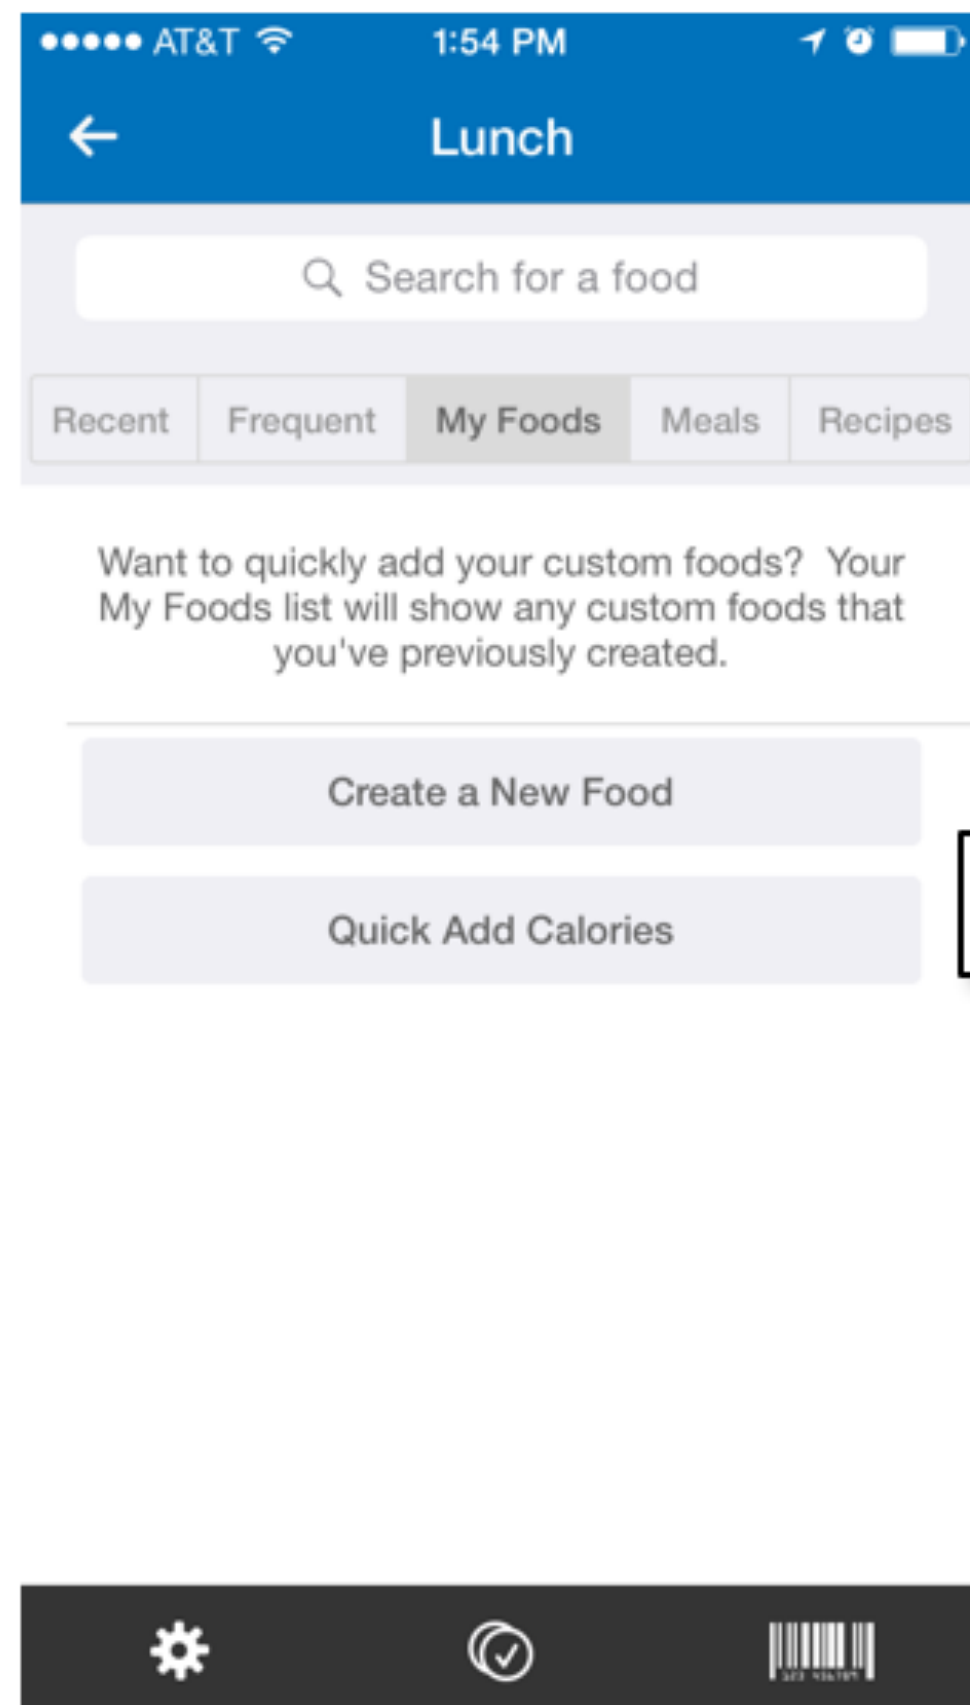 AT&T 1:54 PM
Lunch
Search for a food
Recent Frequent My Foods Meals Recipes
Want to quickly add your custom foods?  Your
My Foods list will show any custom foods that
you've previously created.
Create a New Food
Quick Add Calories